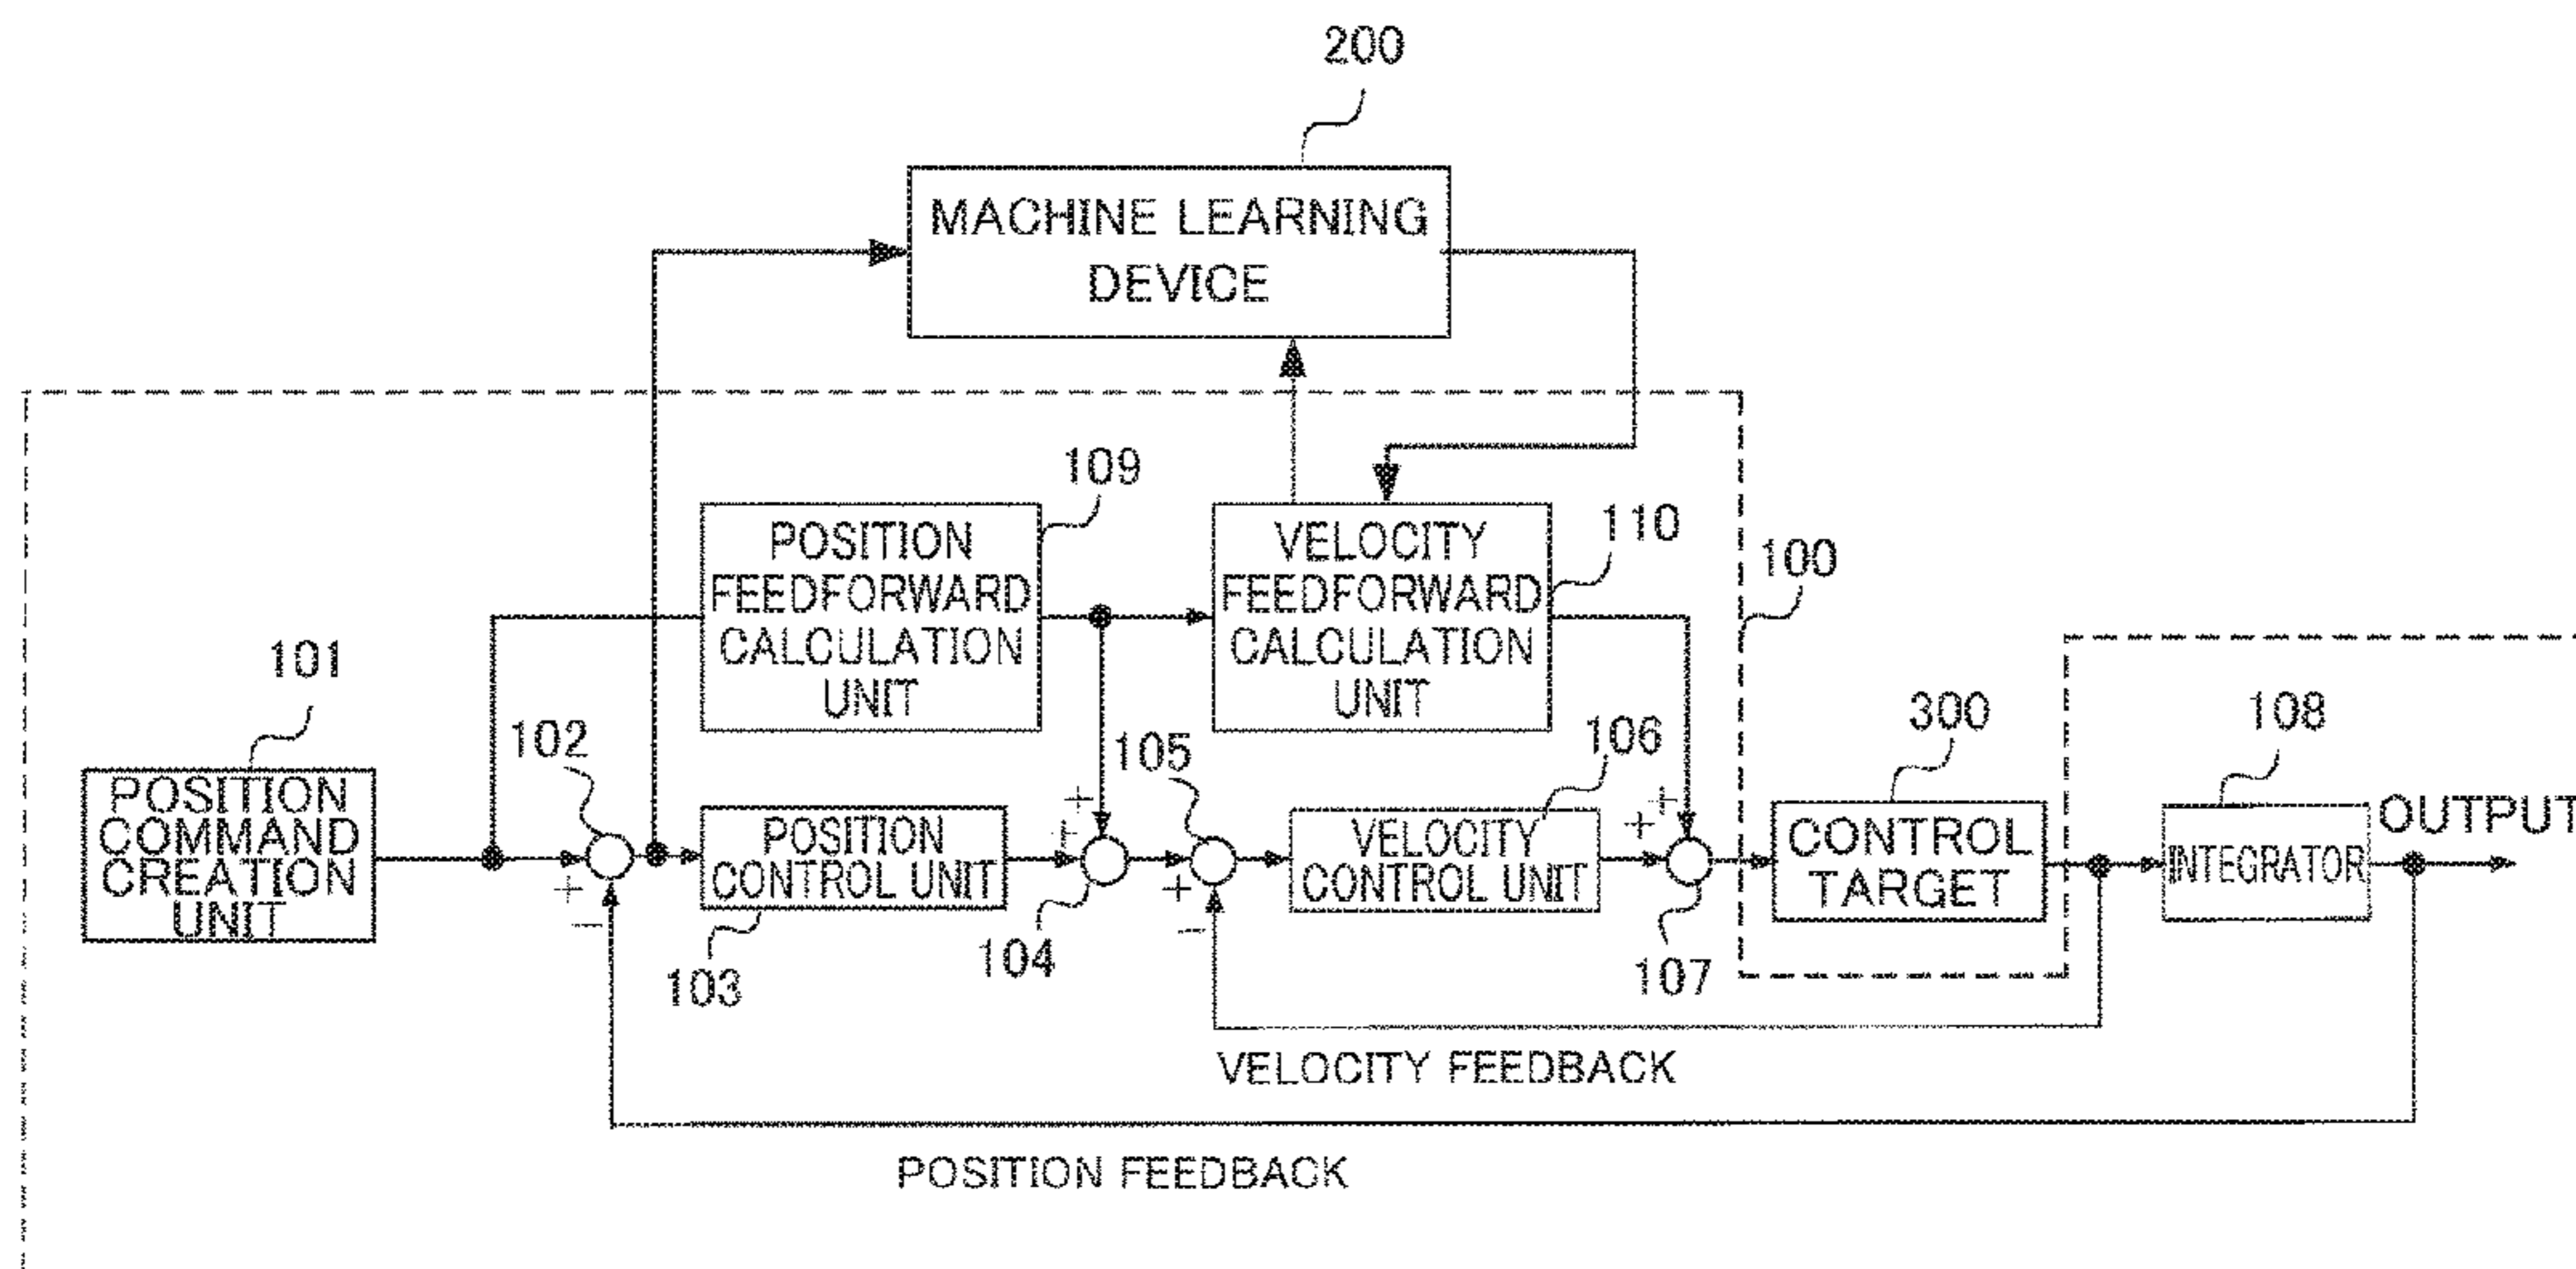 200
MACHINE LEARNING
DEVICE
109
POSITION
FEEDFORWARD
CALCULATION
UNIT
VELOCITY
FEEDFORWARD
CALCULATION
UNIT
110
100
101
POSITION
COMMAND
CREATION
UNIT
102
+
−
POSITION
CONTROL UNIT
103
+
+
104
105
+
−
VELOCITY
CONTROL UNIT
106
+
+
107
300
CONTROL
TARGET
108
INTEGRATOR
OUTPUT
VELOCITY FEEDBACK
POSITION FEEDBACK